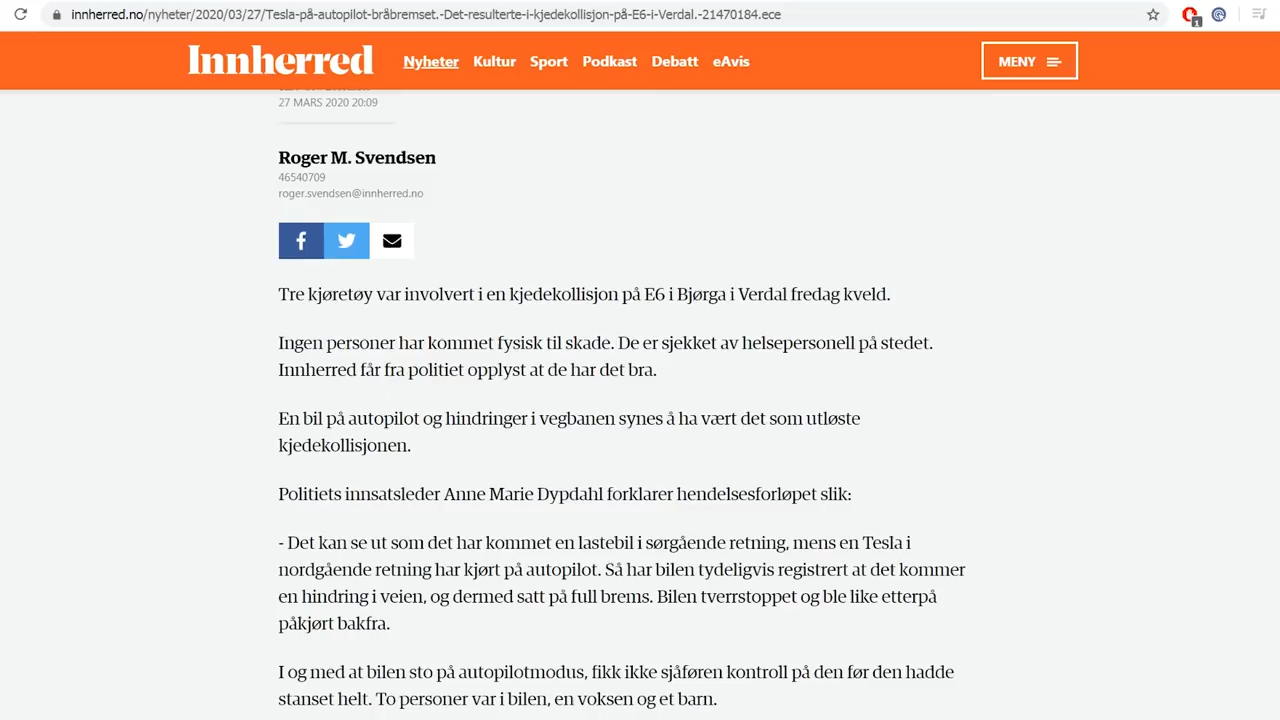 innherred.no/nyheter/2020/03/27/Tesla-på-autopilot-bråbremset.-Det-resulterte-i-kjedekollisjon-på-E6-i-Verdal.-21470184.ece
1
Innherred
Nyheter
Kultur
Sport
Podkast
Debatt
eAvis
MENY
27 MARS 2020 20:09
Roger M. Svendsen
46540709
roger.svendsen@innherred.no
Tre kjøretøy var involvert i en kjedekollisjon på E6 i Bjørga i Verdal fredag kveld.
Ingen personer har kommet fysisk til skade. De er sjekket av helsepersonell på stedet.
Innherred får fra politiet opplyst at de har det bra.
En bil på autopilot og hindringer i vegbanen synes å ha vært det som utløste
kjedekollisjonen.
Politiets innsatsleder Anne Marie Dypdahl forklarer hendelsesforløpet slik:
- Det kan se ut som det har kommet en lastebil i sørgående retning, mens en Tesla i
nordgående retning har kjørt på autopilot. Så har bilen tydeligvis registrert at det kommer
en hindring i veien, og dermed satt på full brems. Bilen tverrstoppet og ble like etterpå
påkjørt bakfra.
I og med at bilen sto på autopilotmodus, fikk ikke sjåføren kontroll på den før den hadde
stanset helt. To personer var i bilen, en voksen og et barn.